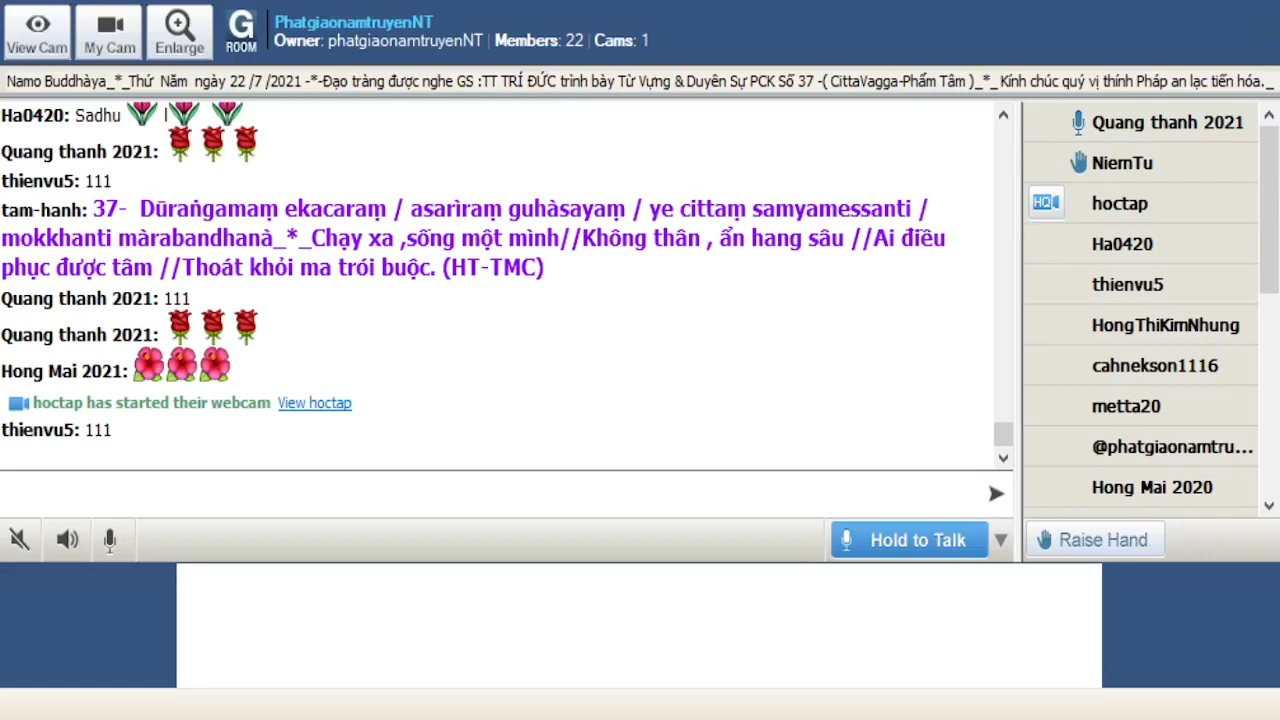 View Cam
My Cam
Enlarge
G
ROOM
PhatgiaonamtruyenNT
Owner: phatgiaonamtruyenNT | Members: 22 | Cams: 1
Namo Buddhàya_*_Thứ Năm ngày 22 /7 /2021 -*-Đạo tràng được nghe GS :TT TRÍ ĐỨC trình bày Từ Vựng & Duyên Sự PCK Số 37 -( CittaVagga-Phẩm Tâm )_*_ Kính chúc quý vị thính Pháp an lạc tiến hóa._
Ha0420: Sadhu l
Quang thanh 2021:
thienvu5: 111
tam-hanh: 37- Dūraṅgamaṃ ekacaraṃ / asarìraṃ guhàsayaṃ / ye cittaṃ samyamessanti /
mokkhanti màrabandhanà_*_Chạy xa ,sống một mình//Không thân , ẩn hang sâu //Ai điều
phục được tâm //Thoát khỏi ma trói buộc. (HT-TMC)
Quang thanh 2021: 111
Quang thanh 2021:
Hong Mai 2021:
hoctap has started their webcam View hoctap
thienvu5: 111
Hold to Talk
Quang thanh 2021
NiemTu
HQ
hoctap
Ha0420
thienvu5
HongThiKimNhung
cahnekson1116
metta20
@phatgiaonamtru...
Hong Mai 2020
Raise Hand